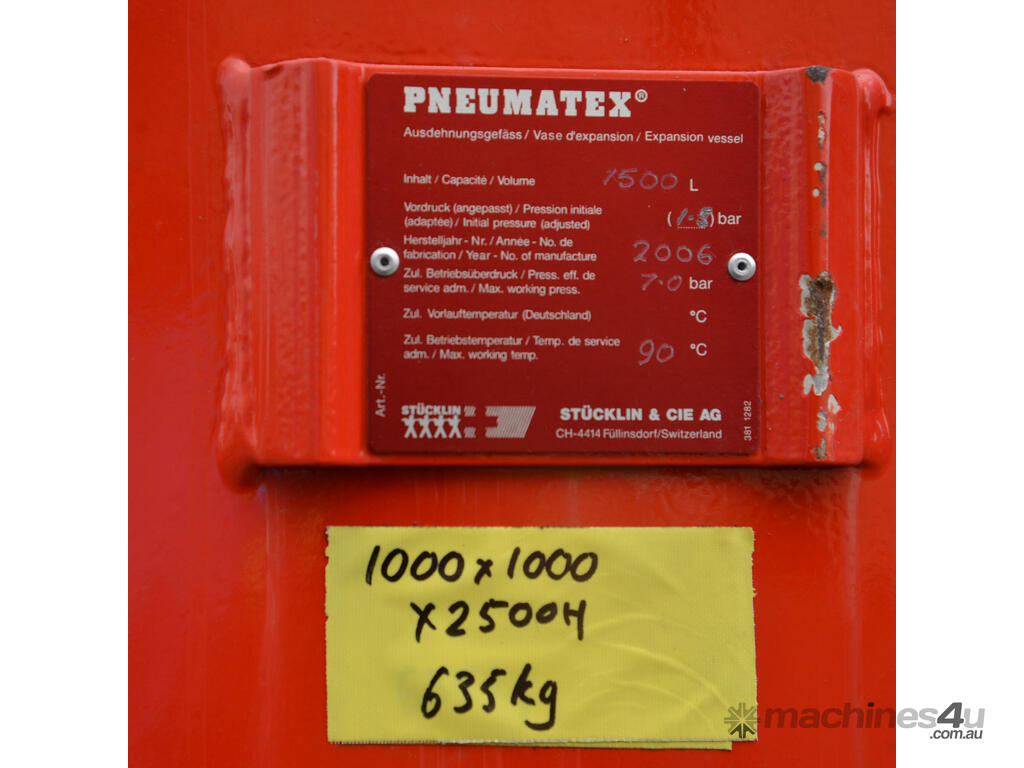 PNEUMATEX®
Ausdehnungsgefäss / Vase d'expansion / Expansion vessel
Inhalt / Capacité / Volume 1500 L
Vordruck (angepasst) / Pression initiale
(adaptée) / Initial pressure (adjusted) (1-5) bar
Herstelljahr - Nr. / Année - No. de
fabrication / Year - No. of manufacture 2006
Zul. Betriebsüberdruck / Press. eff. de
service adm. / Max. working press. 7.0 bar
Zul. Vorlauftemperatur (Deutschland) °C
Zul. Betriebstemperatur / Temp. de service
adm. / Max. working temp. 90 °C
Art.-Nr.
STÜCKLIN
STÜCKLIN & CIE AG
CH-4414 Füllinsdorf/Switzerland
381 1282
1000 x 1000
x 2500H
635kg
machines4u
.com.au